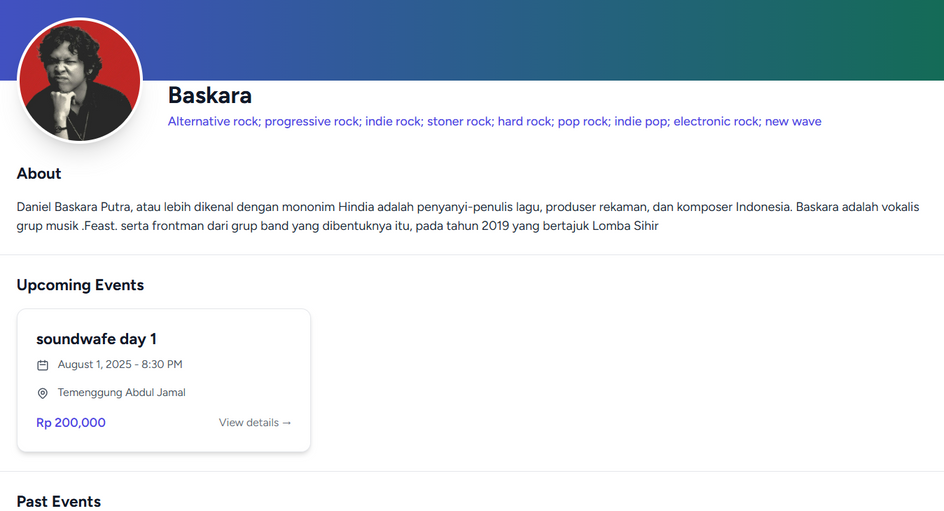 Baskara
Alternative rock; progressive rock; indie rock; stoner rock; hard rock; pop rock; indie pop; electronic rock; new wave
About
Daniel Baskara Putra, atau lebih dikenal dengan mononim Hindia adalah penyanyi-penulis lagu, produser rekaman, dan komposer Indonesia. Baskara adalah vokalis
grup musik .Feast. serta frontman dari grup band yang dibentuknya itu, pada tahun 2019 yang bertajuk Lomba Sihir
Upcoming Events
soundwafe day 1
August 1, 2025 - 8:30 PM
Temenggung Abdul Jamal
Rp 200,000 View details →
Past Events